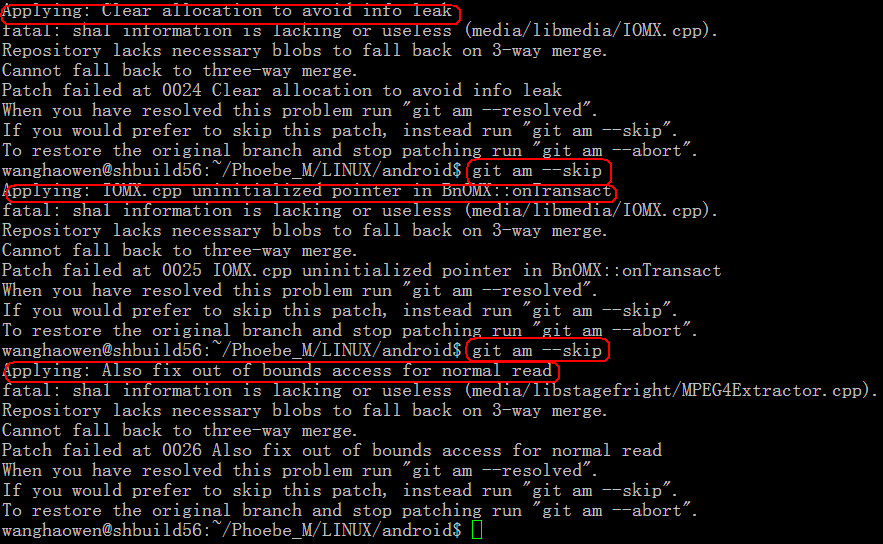 Applying: Clear allocation to avoid info leak
fatal: sha1 information is lacking or useless (media/libmedia/IOMX.cpp).
Repository lacks necessary blobs to fall back on 3-way merge.
Cannot fall back to three-way merge.
Patch failed at 0024 Clear allocation to avoid info leak
When you have resolved this problem run "git am --resolved".
If you would prefer to skip this patch, instead run "git am --skip".
To restore the original branch and stop patching run "git am --abort".
wanghaowen@shbuild56:~/Phoebe_M/LINUX/android$ git am --skip
Applying: IOMX.cpp uninitialized pointer in BnOMX::onTransact
fatal: sha1 information is lacking or useless (media/libmedia/IOMX.cpp).
Repository lacks necessary blobs to fall back on 3-way merge.
Cannot fall back to three-way merge.
Patch failed at 0025 IOMX.cpp uninitialized pointer in BnOMX::onTransact
When you have resolved this problem run "git am --resolved".
If you would prefer to skip this patch, instead run "git am --skip".
To restore the original branch and stop patching run "git am --abort".
wanghaowen@shbuild56:~/Phoebe_M/LINUX/android$ git am --skip
Applying: Also fix out of bounds access for normal read
fatal: sha1 information is lacking or useless (media/libstagefright/MPEG4Extractor.cpp).
Repository lacks necessary blobs to fall back on 3-way merge.
Cannot fall back to three-way merge.
Patch failed at 0026 Also fix out of bounds access for normal read
When you have resolved this problem run "git am --resolved".
If you would prefer to skip this patch, instead run "git am --skip".
To restore the original branch and stop patching run "git am --abort".
wanghaowen@shbuild56:~/Phoebe_M/LINUX/android$